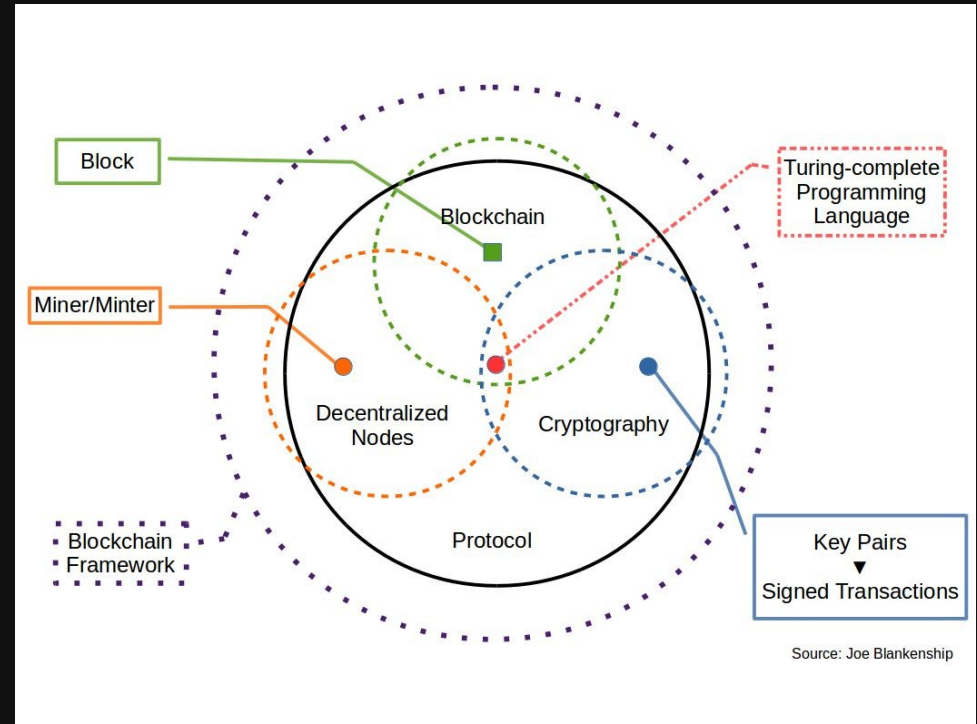 Block
Turing-complete
Programming
Language
Blockchain
Miner/Minter
Decentralized
Nodes
Cryptography
Blockchain
Framework
Protocol
Key Pairs
▼
Signed Transactions
Source: Joe Blankenship